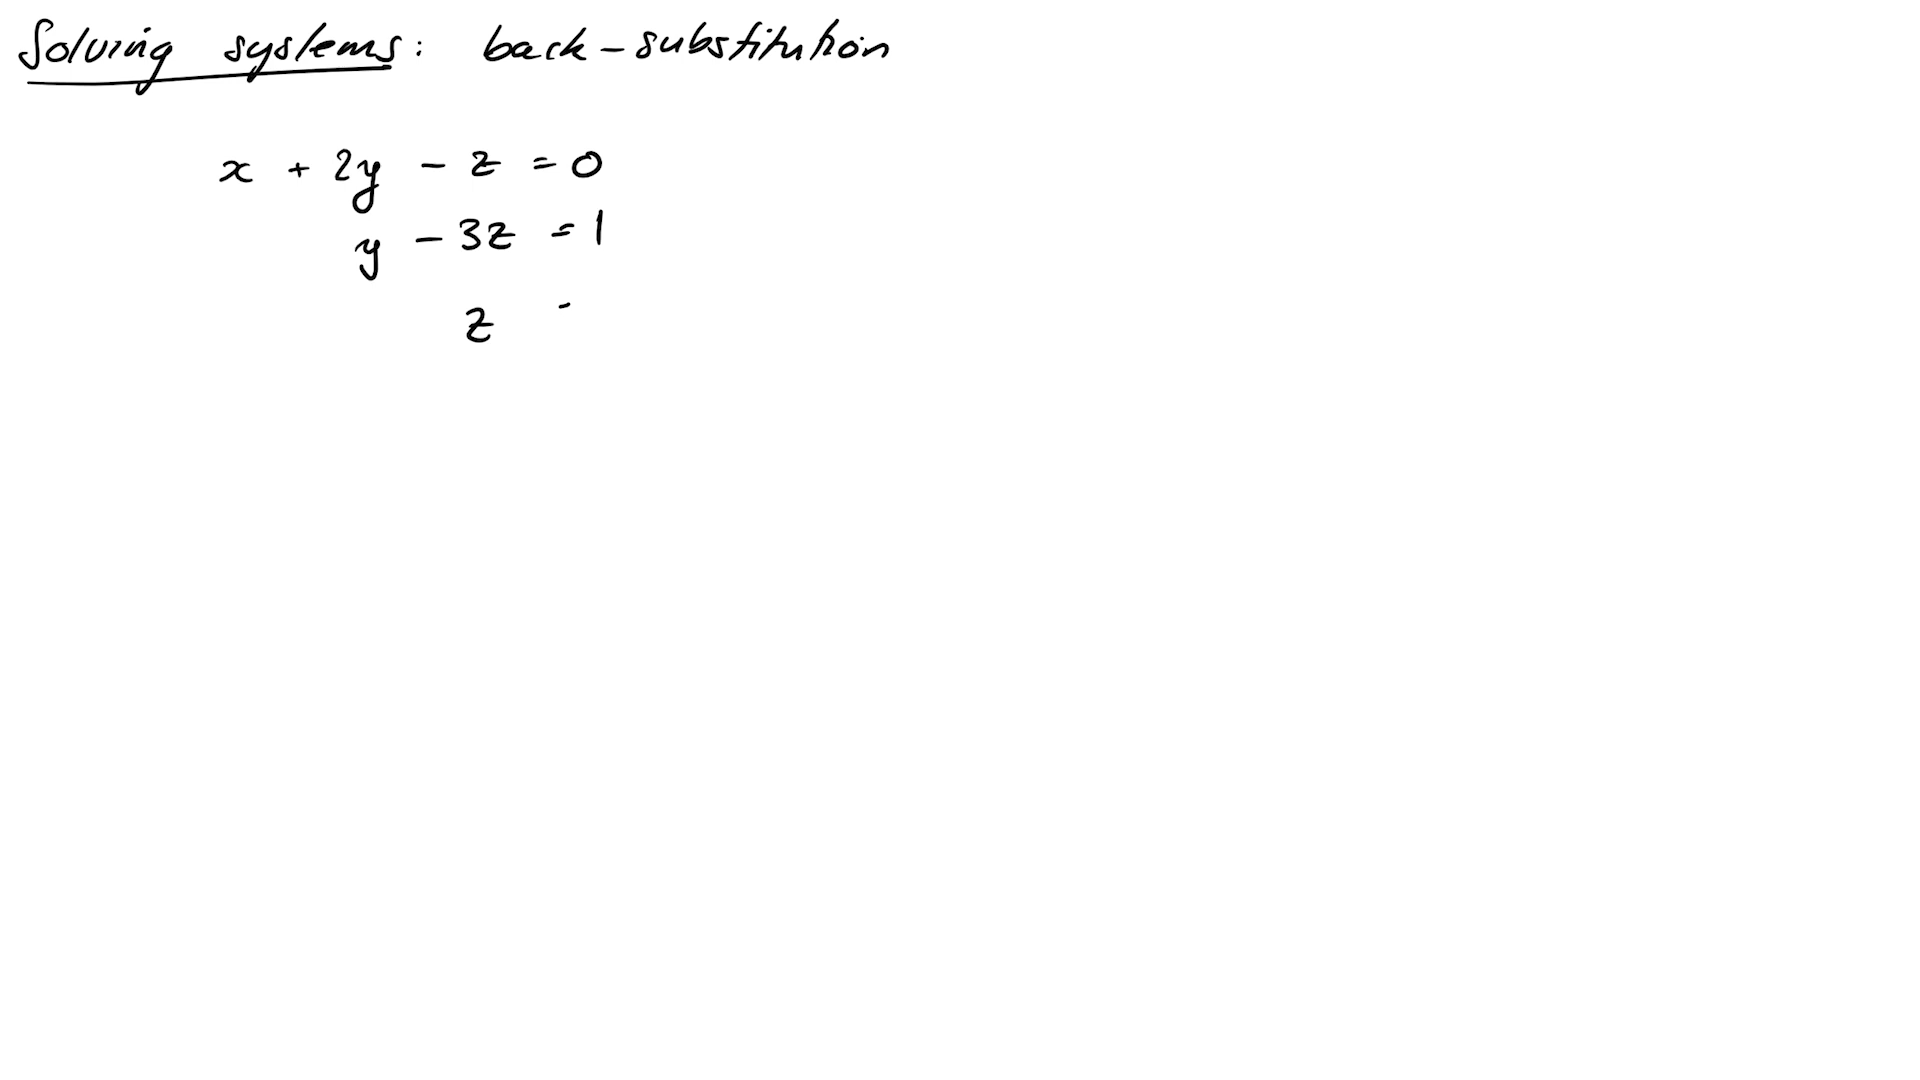 Solving systems: back-substitution
x + 2y - z = 0
y - 3z = 1
z -